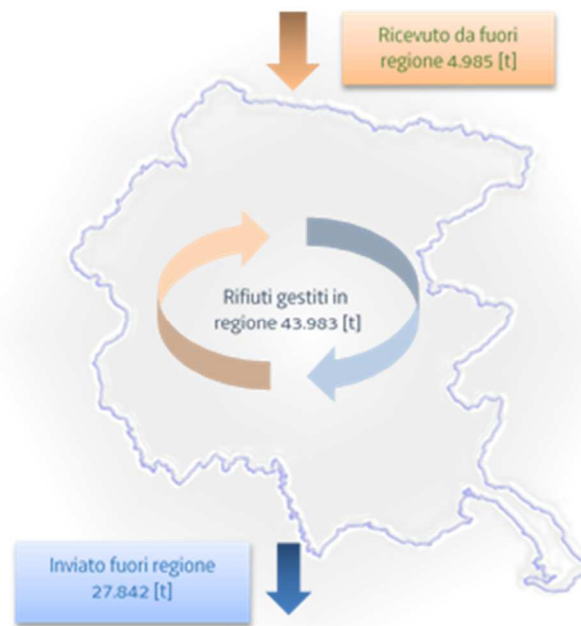 Ricevuto da fuori
regione 4.985 [t]
Rifiuti gestiti in
regione 43.983 [t]
Inviato fuori regione
27.842 [t]